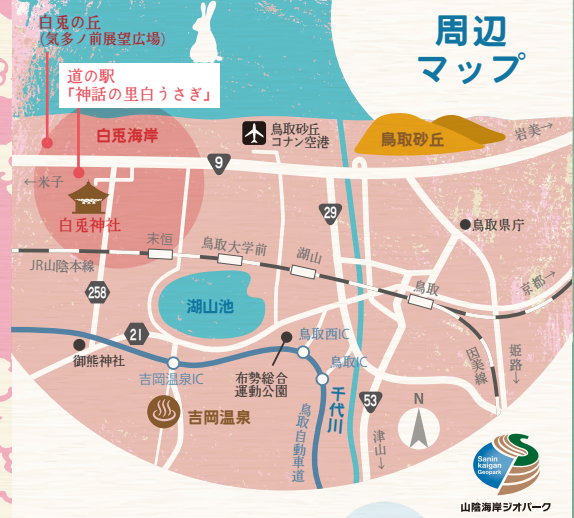 周辺
マップ
白兎の丘
(気多ノ前展望広場)
道の駅
「神話の里白うさぎ」
白兎海岸
鳥取砂丘
コナン空港
鳥取砂丘
岩美→
9
←米子
白兎神社
29
鳥取県庁
末恒
鳥取大学前
湖山
JR山陰本線
鳥取
京都→
258
湖山池
21
鳥取西IC
御熊神社
吉岡温泉IC
布勢総合
運動公園
鳥取IC
因美線
姫路→
千代川
53
N
吉岡温泉
鳥取自動車道
津山→
Sanin
kaigan
Geopark
山陰海岸ジオパーク